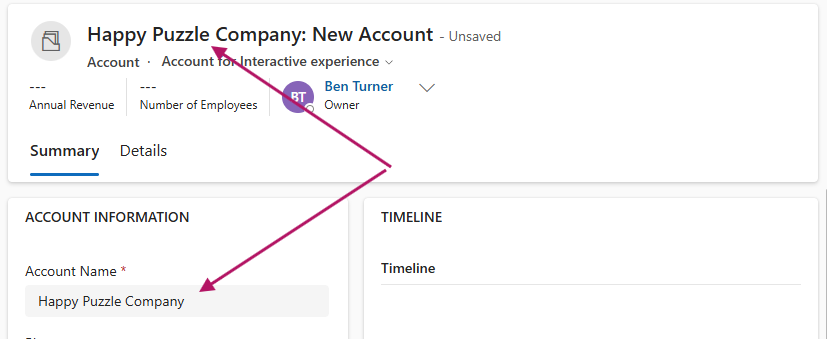 Happy Puzzle Company: New Account - Unsaved
Account · Account for Interactive experience
--- --- BT Ben Turner
Annual Revenue Number of Employees Owner
Summary Details
ACCOUNT INFORMATION
Account Name *
Happy Puzzle Company
TIMELINE
Timeline